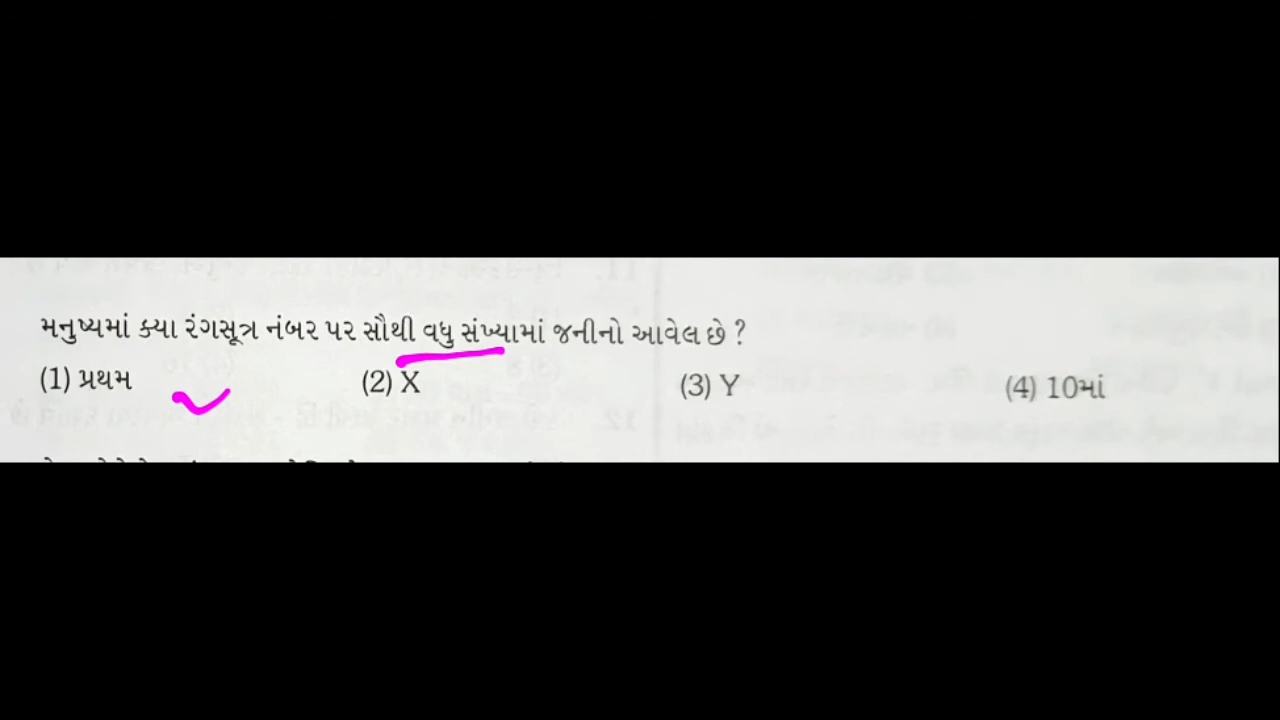 મનુષ્યમાં ક્યા રંગસૂત્ર નંબર પર સૌથી વધુ સંખ્યામાં જનીનો આવેલ છે ?
(1) પ્રથમ (2) X (3) Y (4) 10માં